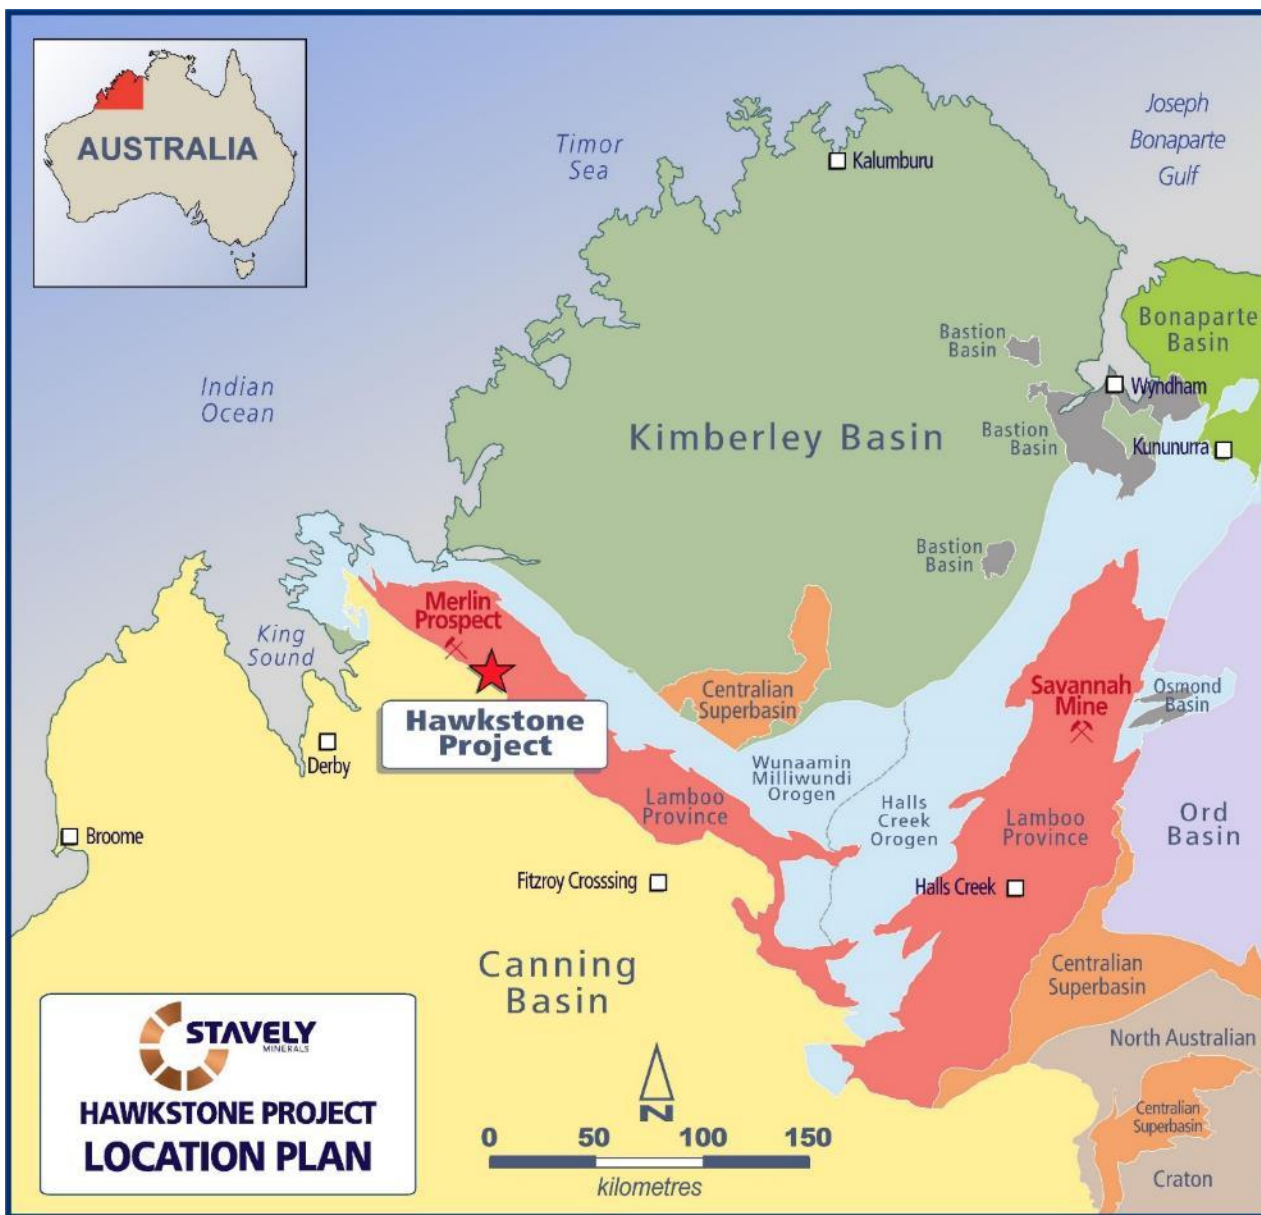 AUSTRALIA
Timor
Sea
Joseph
Bonaparte
Gulf
Kalumburu
Bonaparte
Basin
Bastion
Basin
Indian
Ocean
Wyndham
Kimberley Basin
Bastion
Basin
Kununurra
Bastion
Basin
Merlin
Prospect
King
Sound
Centralian
Superbasin
Savannah
Mine
Osmond
Basin
Hawkstone
Project
Derby
Wunaamin
Milliwundi
Orogen
Halls
Creek
Orogen
Lamboo
Province
Lamboo
Province
Ord
Basin
Broome
Fitzroy Crosssing
Halls Creek
Canning
Basin
Centralian
Superbasin
North Australian
Centralian
Superbasin
Craton
STAVELY
MINERALS
HAWKSTONE PROJECT
LOCATION PLAN
N
0 50 100 150
kilometres